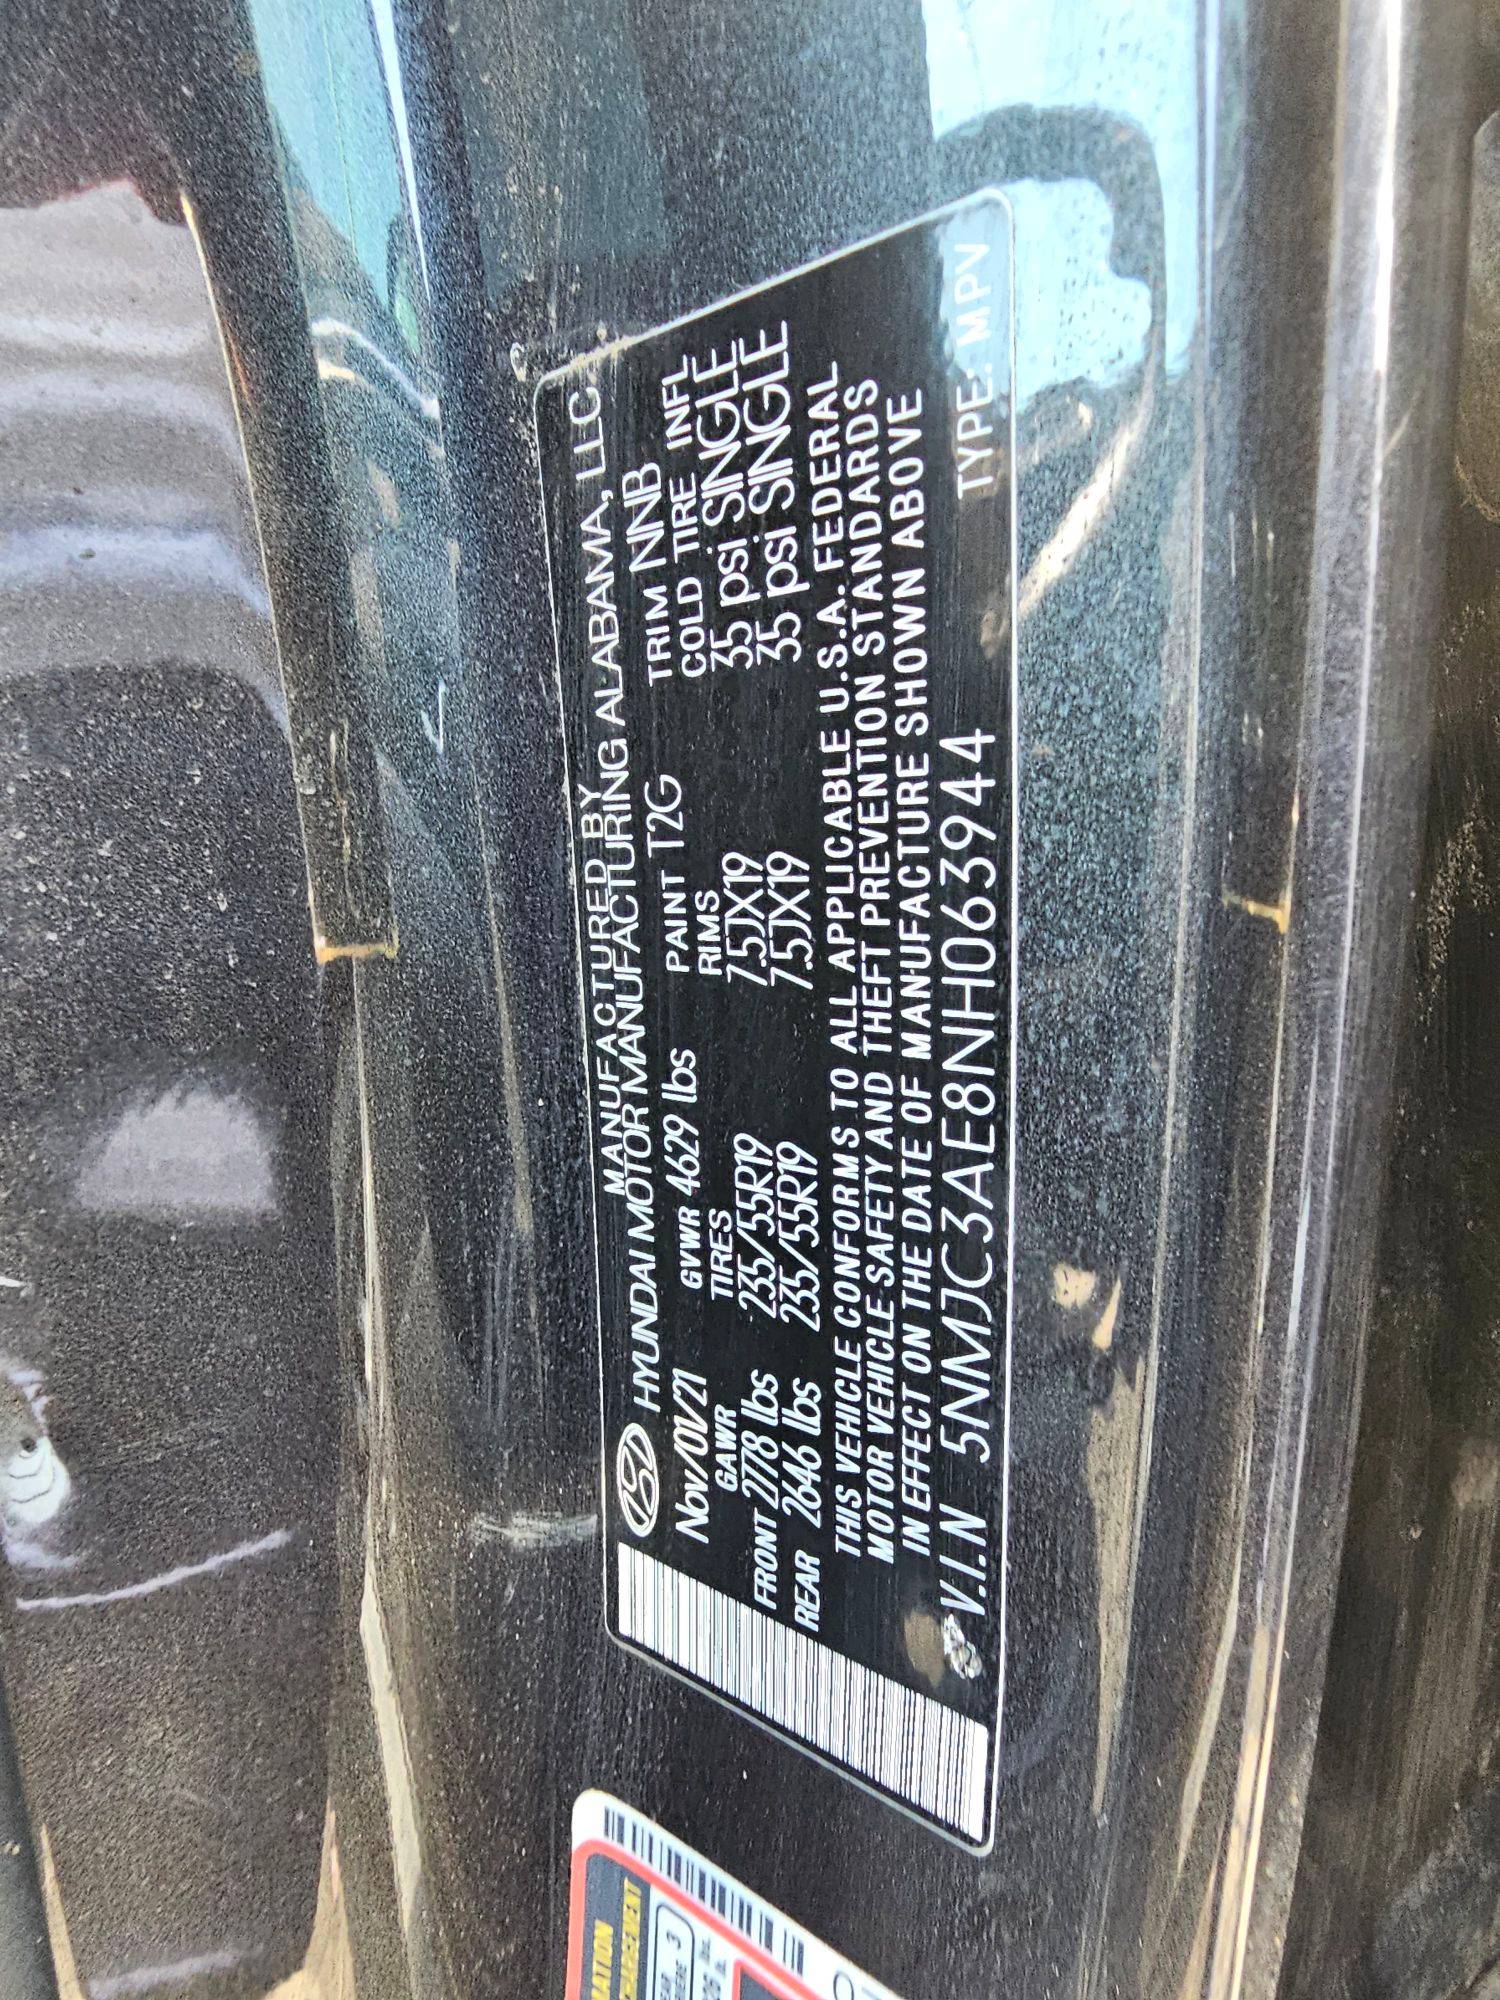 MANUFACTURED BY
HYUNDAI MOTOR MANUFACTURING ALABAMA, LLC
Nov/01/21 GVWR 4629 lbs PAINT T2G TRIM NNB
GAWR TIRES RIMS COLD TIRE INFL
FRONT 2778 lbs 235/55R19 7.5JX19 35 psi SINGLE
REAR 2646 lbs 235/55R19 7.5JX19 35 psi SINGLE
THIS VEHICLE CONFORMS TO ALL APPLICABLE U.S.A. FEDERAL
MOTOR VEHICLE SAFETY AND THEFT PREVENTION STANDARDS
IN EFFECT ON THE DATE OF MANUFACTURE SHOWN ABOVE
V.I.N 5NMJC3AE8NH063944 TYPE: MPV
3